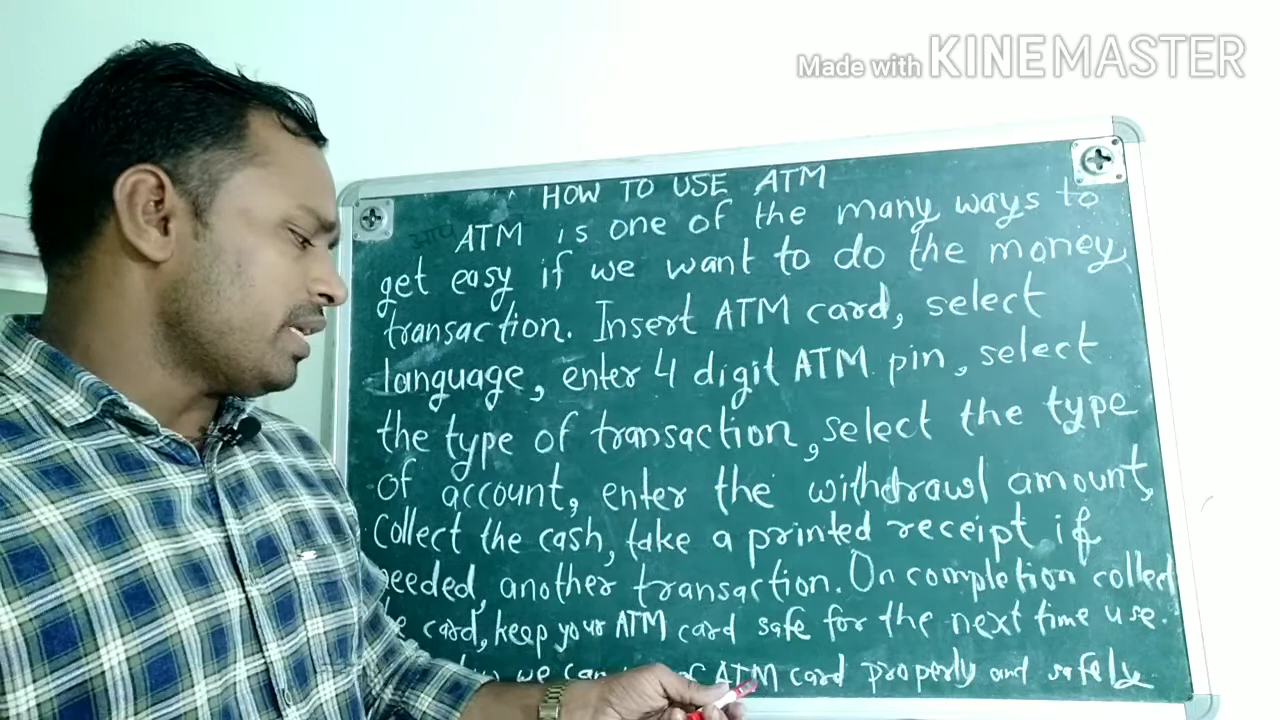 Made with KINEMASTER
HOW TO USE ATM
आप ATM is one of the many ways to
get easy if we want to do the money
transaction. Insert ATM card, select
language, enter 4 digit ATM pin, select
the type of transaction, select the type
of account, enter the withdrawl amount,
collect the cash, take a printed receipt if
needed, another transaction. On completion collect
card, keep your ATM card safe for the next time use.
we can of ATM card properly and safely